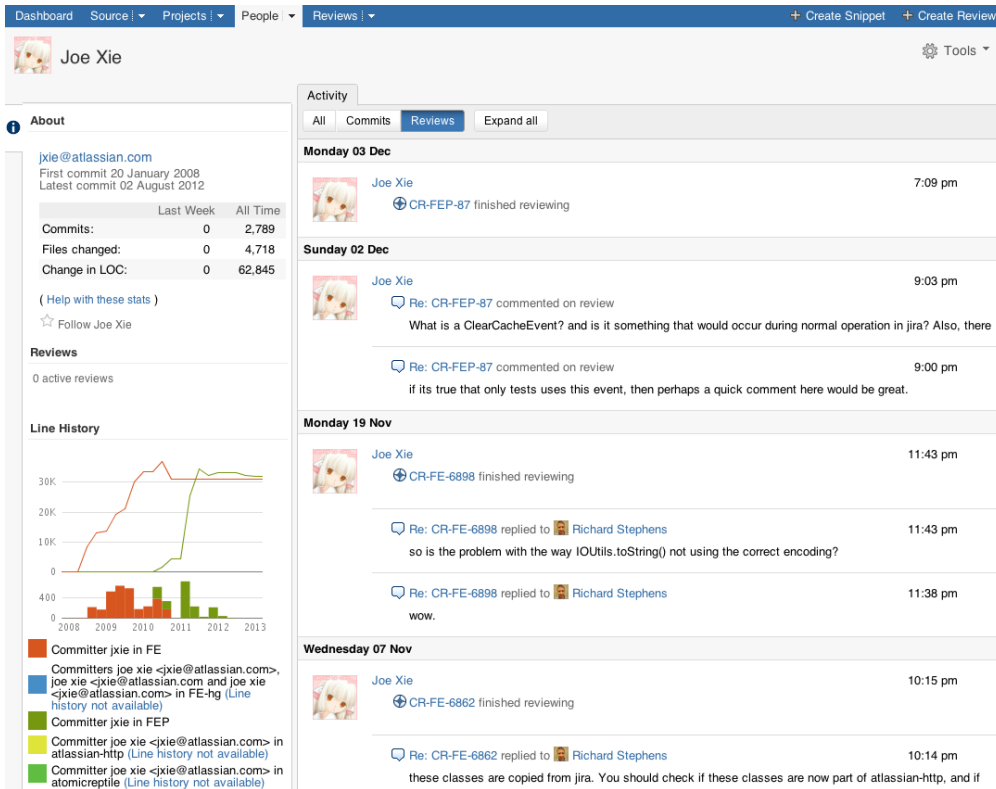 Dashboard Source Projects People Reviews Create Snippet Create Review
Joe Xie
Tools
About
jxie@atlassian.com
First commit 20 January 2008
Latest commit 02 August 2012
Last Week All Time
Commits: 0 2,789
Files changed: 0 4,718
Change in LOC: 0 62,845
( Help with these stats )
Follow Joe Xie
Reviews
0 active reviews
Line History
30K
20K
10K
0
400
0
2008 2009 2010 2011 2012 2013
Committer jxie in FE
Committers joe xie <jxie@atlassian.com>,
joe xie <jxie@atlassian.com and joe xie
<jxie@atlassian.com> in FE-hg (Line
history not available)
Committer jxie in FEP
Committer joe xie <jxie@atlassian.com> in
atlassian-http (Line history not available)
Committer joe xie <jxie@atlassian.com> in
atomicreptile (Line history not available)
Activity
All Commits Reviews Expand all
Monday 03 Dec
Joe Xie 7:09 pm
CR-FEP-87 finished reviewing
Sunday 02 Dec
Joe Xie 9:03 pm
Re: CR-FEP-87 commented on review
What is a ClearCacheEvent? and is it something that would occur during normal operation in jira? Also, there
Re: CR-FEP-87 commented on review 9:00 pm
if its true that only tests uses this event, then perhaps a quick comment here would be great.
Monday 19 Nov
Joe Xie 11:43 pm
CR-FE-6898 finished reviewing
Re: CR-FE-6898 replied to Richard Stephens 11:43 pm
so is the problem with the way IOUtils.toString() not using the correct encoding?
Re: CR-FE-6898 replied to Richard Stephens 11:38 pm
wow.
Wednesday 07 Nov
Joe Xie 10:15 pm
CR-FE-6862 finished reviewing
Re: CR-FE-6862 replied to Richard Stephens 10:14 pm
these classes are copied from jira. You should check if these classes are now part of atlassian-http, and if